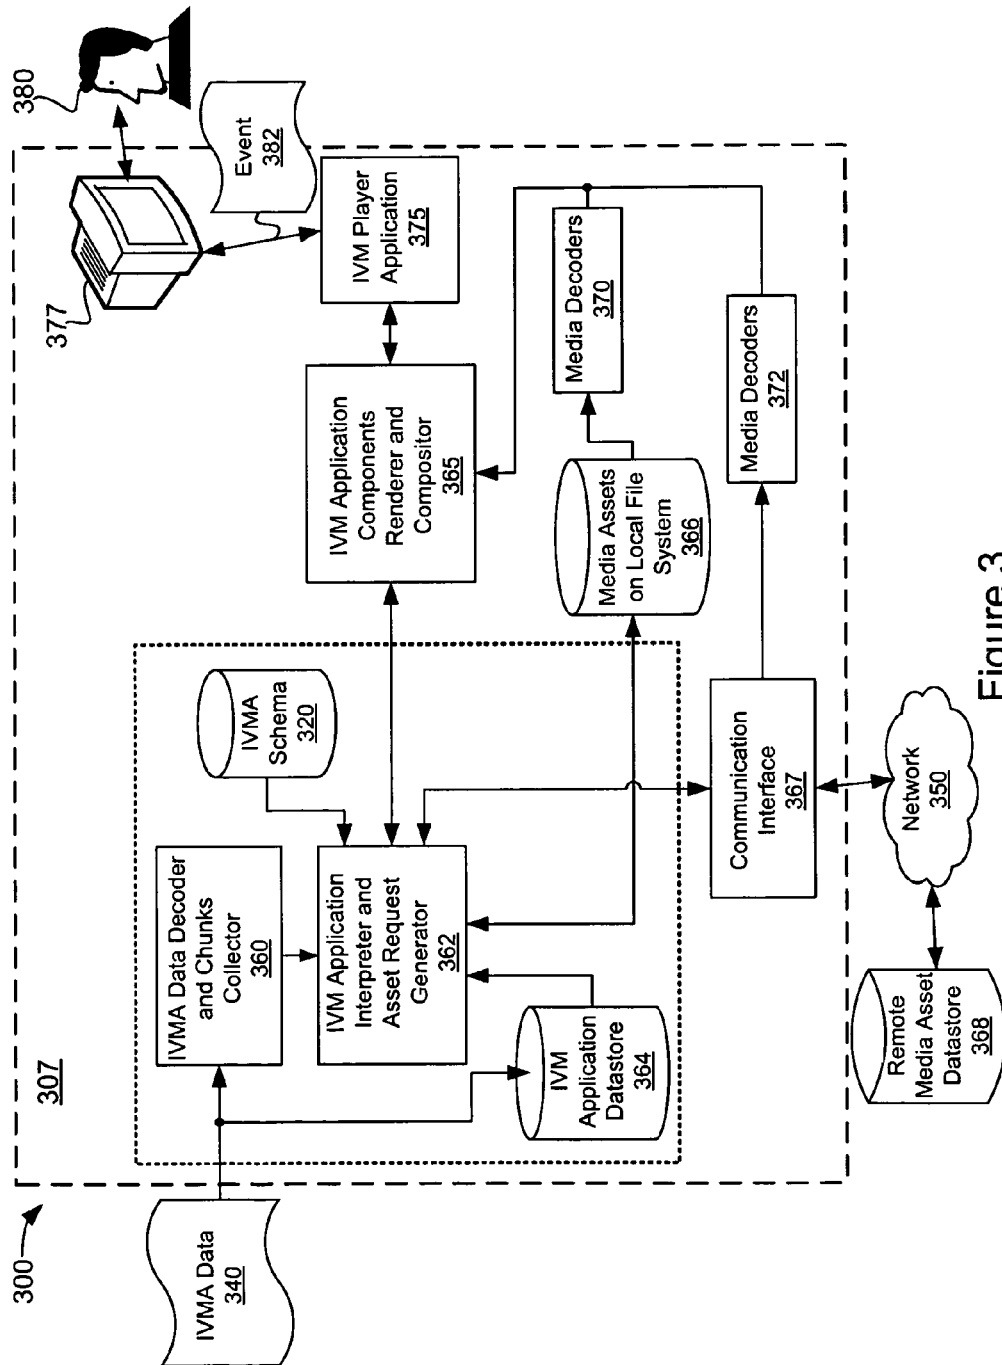 300
307
IVMA Data
340
IVMA Data Decoder
and Chunks
Collector
360
IVMA
Schema
320
IVM Application
Interpreter and
Asset Request
Generator
362
IVM
Application
Datastore
364
IVM Application
Components
Renderer and
Compositor
365
IVM Player
Application
375
377
380
Event
382
Media Assets
on Local File
System
366
Media Decoders
370
Media Decoders
372
Communication
Interface
367
Network
350
Remote
Media Asset
Datastore
368
Figure 3